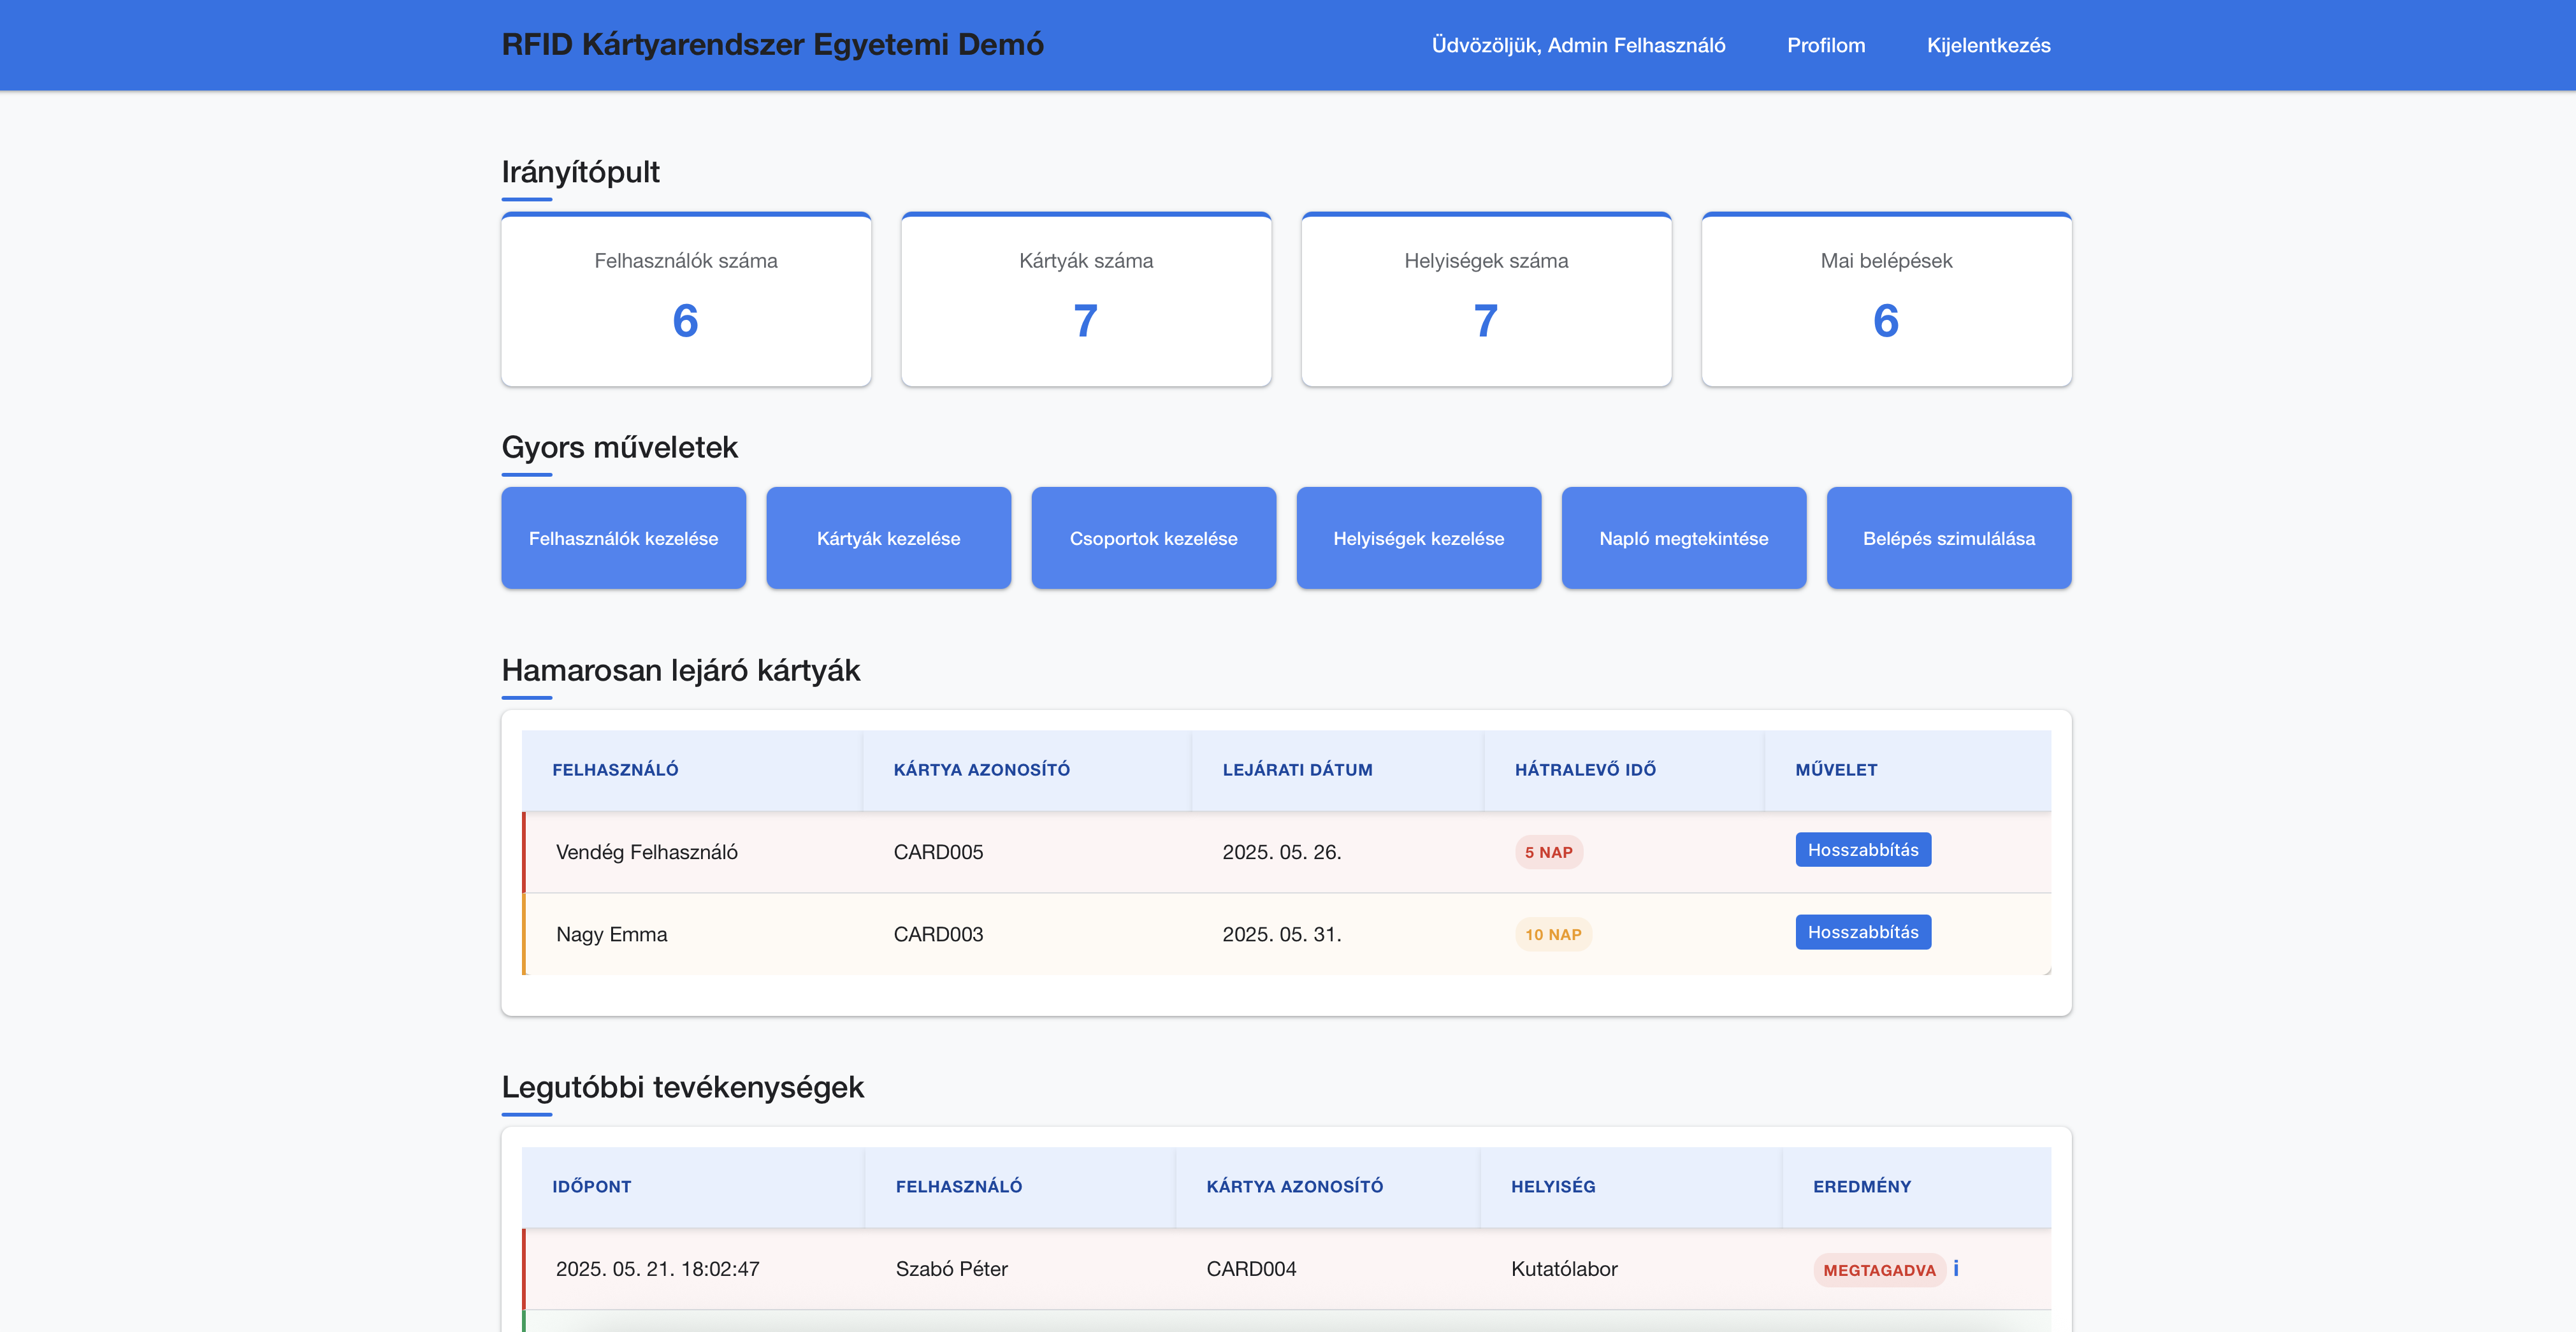 RFID Kártyarendszer Egyetemi Demó
Üdvözöljük, Admin Felhasználó Profilom Kijelentkezés
Irányítópult
Felhasználók száma Kártyák száma Helyiségek száma Mai belépések
6 7 7 6
Gyors műveletek
Felhasználók kezelése Kártyák kezelése Csoportok kezelése Helyiségek kezelése Napló megtekintése Belépés szimulálása
Hamarosan lejáró kártyák
FELHASZNÁLÓ KÁRTYA AZONOSÍTÓ LEJÁRATI DÁTUM HÁTRALEVŐ IDŐ MŰVELET
Vendég Felhasználó CARD005 2025. 05. 26. 5 NAP Hosszabbítás
Nagy Emma CARD003 2025. 05. 31. 10 NAP Hosszabbítás
Legutóbbi tevékenységek
IDŐPONT FELHASZNÁLÓ KÁRTYA AZONOSÍTÓ HELYISÉG EREDMÉNY
2025. 05. 21. 18:02:47 Szabó Péter CARD004 Kutatólabor MEGTAGADVA i